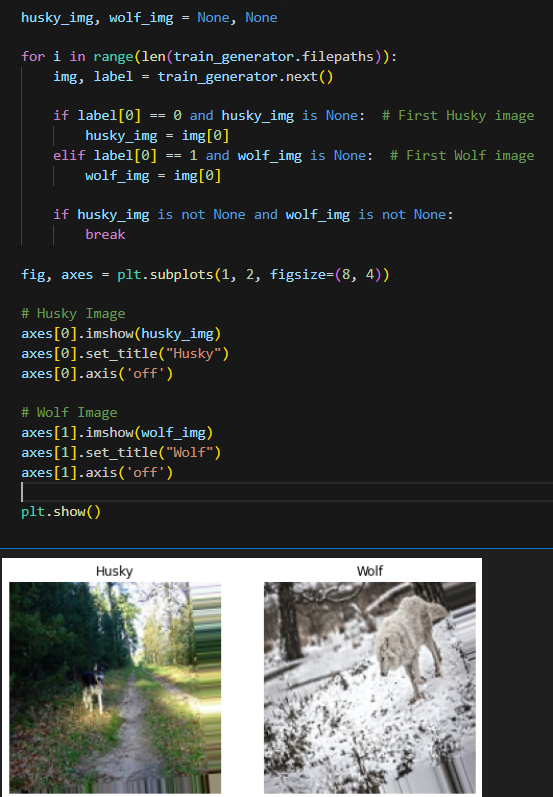 husky_img, wolf_img = None, None
for i in range(len(train_generator.filepaths)):
    img, label = train_generator.next()
    if label[0] == 0 and husky_img is None:  # First Husky image
        husky_img = img[0]
    elif label[0] == 1 and wolf_img is None:  # First Wolf image
        wolf_img = img[0]
    if husky_img is not None and wolf_img is not None:
        break
fig, axes = plt.subplots(1, 2, figsize=(8, 4))
# Husky Image
axes[0].imshow(husky_img)
axes[0].set_title("Husky")
axes[0].axis('off')
# Wolf Image
axes[1].imshow(wolf_img)
axes[1].set_title("Wolf")
axes[1].axis('off')
plt.show()
Husky
Wolf